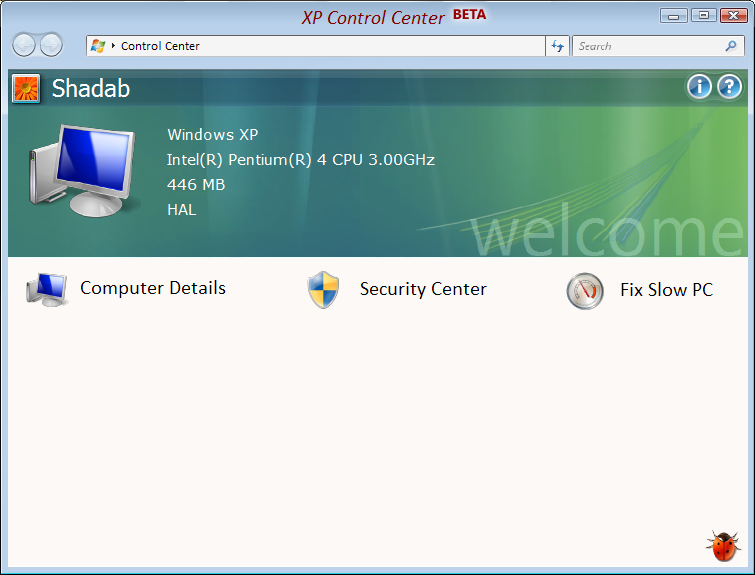 XP Control Center BETA
Control Center
Search
Shadab
Windows XP
Intel(R) Pentium(R) 4 CPU 3.00GHz
446 MB
HAL
welcome
Computer Details
Security Center
Fix Slow PC